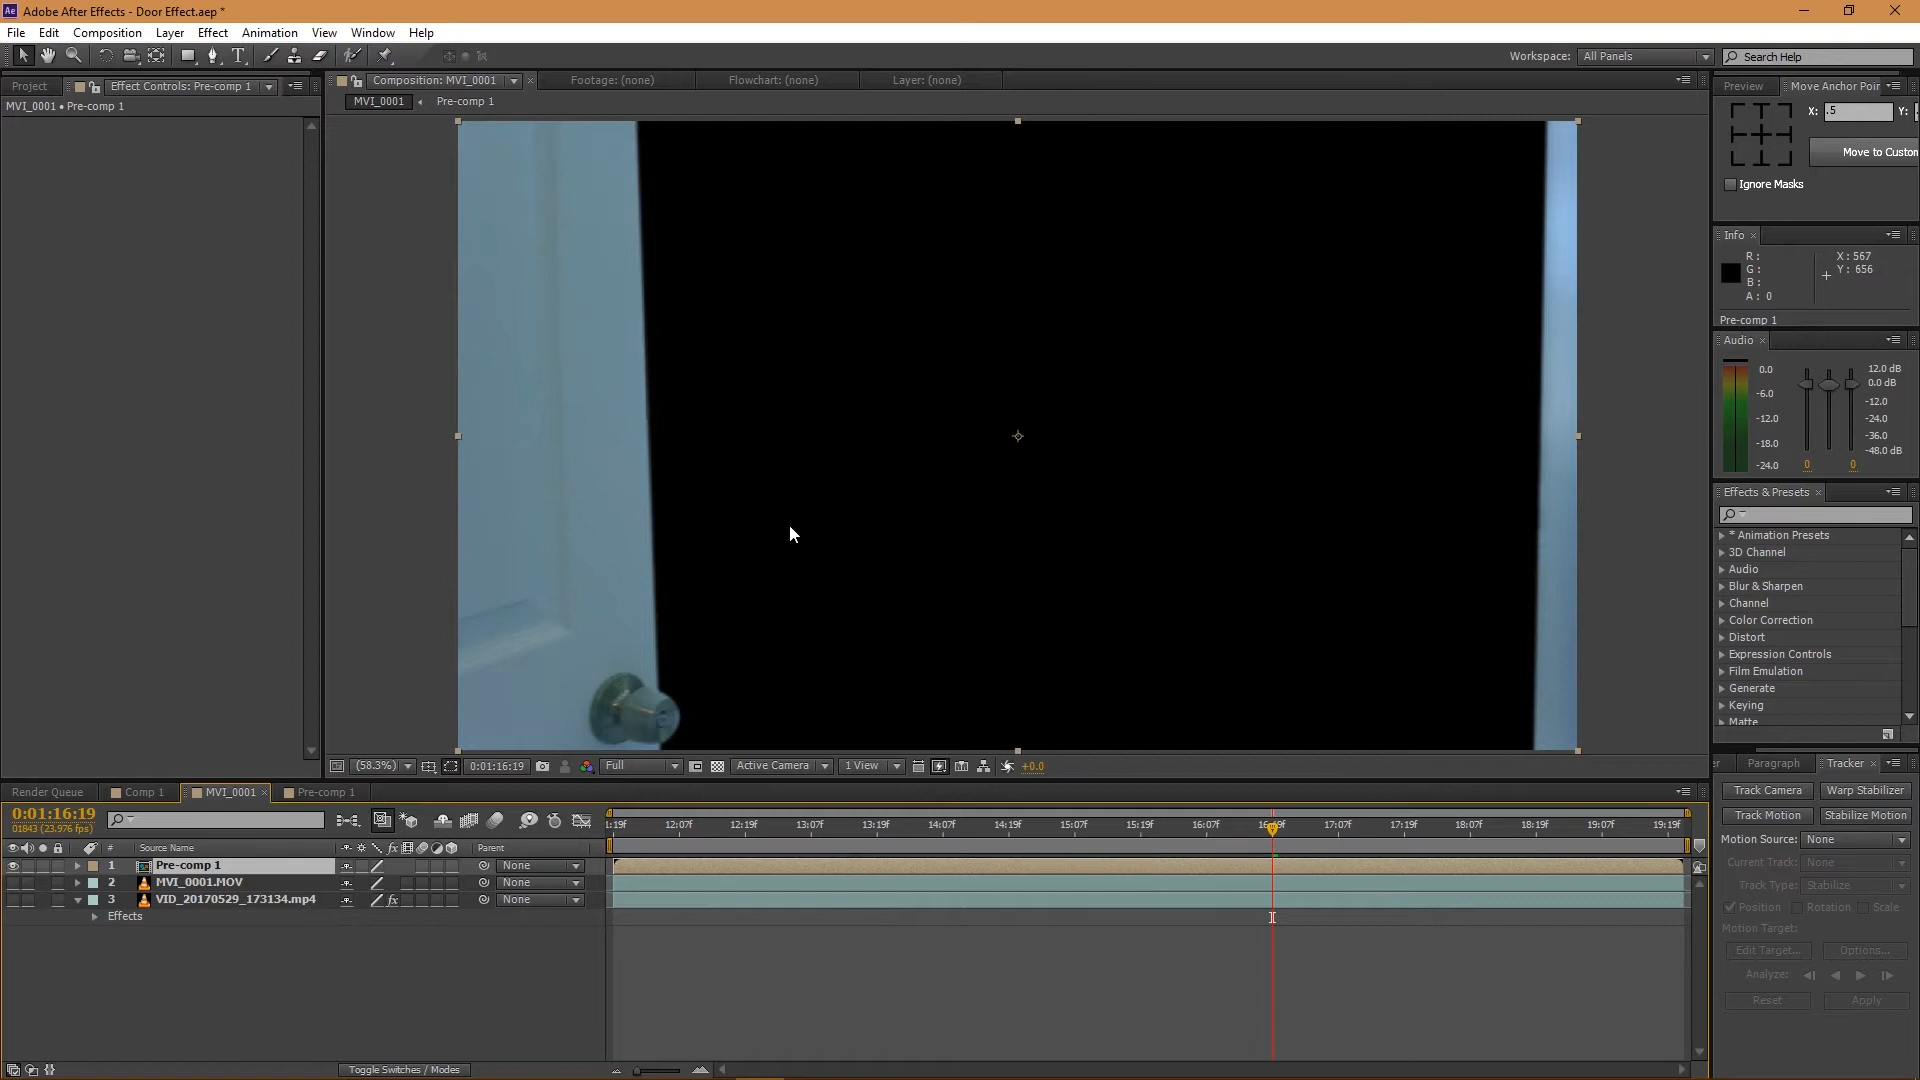 Adobe After Effects - Door Effect.aep *
File Edit Composition Layer Effect Animation View Window Help
Workspace: All Panels Search Help
Project Effect Controls: Pre-comp 1
MVI_0001 • Pre-comp 1
Composition: MVI_0001 Footage: (none) Flowchart: (none) Layer: (none)
MVI_0001 Pre-comp 1
Preview Move Anchor Poir
X: .5 Y:
Move to Custon
Ignore Masks
Info
R: X: 567
G: Y: 656
B:
A: 0
Pre-comp 1
Audio
0.0 12.0 dB
0.0 dB
-6.0
-12.0
-12.0 -24.0
-36.0
-18.0 -48.0 dB
-24.0 0 0
Effects & Presets
* Animation Presets
3D Channel
Audio
Blur & Sharpen
Channel
Color Correction
Distort
Expression Controls
Film Emulation
Generate
Keying
Matte
(58.3%) 0:01:16:19 Full Active Camera 1 View +0.0
er Paragraph Tracker
Track Camera Warp Stabilizer
Track Motion Stabilize Motion
Motion Source: None
Current Track: None
Track Type: Stabilize
Position Rotation Scale
Motion Target:
Edit Target... Options...
Analyze:
Reset Apply
Render Queue Comp 1 MVI_0001 Pre-comp 1
0:01:16:19
01843 (23.976 fps)
:19f 12:07f 12:19f 13:07f 13:19f 14:07f 14:19f 15:07f 15:19f 16:07f 16:19f 17:07f 17:19f 18:07f 18:19f 19:07f 19:19f
# Source Name fx Parent
1 Pre-comp 1 None
2 MVI_0001.MOV None
3 VID_20170529_173134.mp4 fx None
Effects
Toggle Switches / Modes